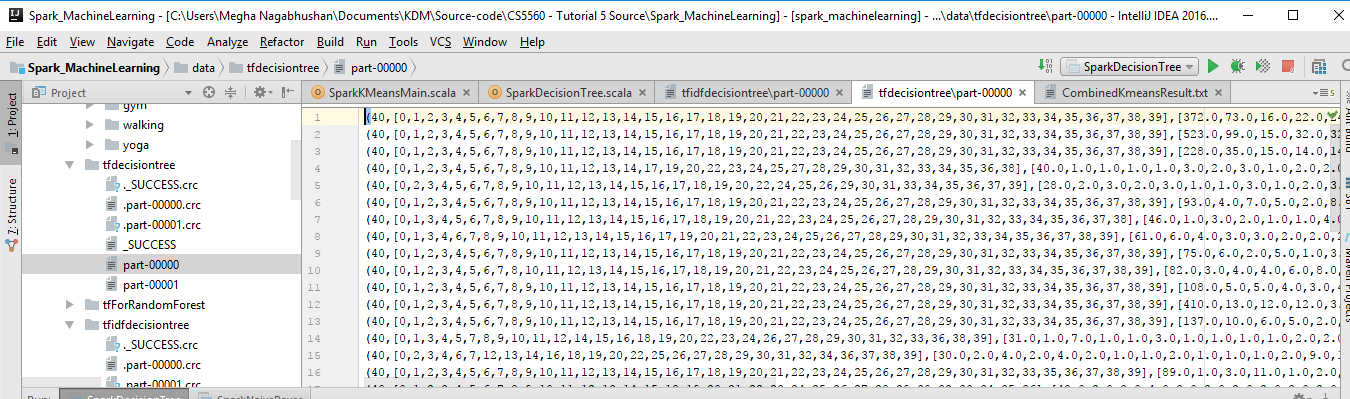 Spark_MachineLearning - [C:\Users\Megha Nagabhushan\Documents\KDM\Source-code\CS5560 - Tutorial 5 Source\Spark_MachineLearning] - [spark_machinelearning] - ...\data\tfdecisiontree\part-00000 - IntelliJ IDEA 2016....
File Edit View Navigate Code Analyze Refactor Build Run Tools VCS Window Help
Spark_MachineLearning data tfdecisiontree part-00000 SparkDecisionTree
Project SparkKMeansMain.scala SparkDecisionTree.scala tfidfdecisiontree\part-00000 tfdecisiontree\part-00000 CombinedKmeansResult.txt
1: Project
7: Structure
gym
walking
yoga
tfdecisiontree
._SUCCESS.crc
.part-00000.crc
.part-00001.crc
_SUCCESS
part-00000
part-00001
tfForRandomForest
tfidfdecisiontree
._SUCCESS.crc
.part-00000.crc
.part-00001.crc
1 (40,[0,1,2,3,4,5,6,7,8,9,10,11,12,13,14,15,16,17,18,19,20,21,22,23,24,25,26,27,28,29,30,31,32,33,34,35,36,37,38,39],[372.0,73.0,16.0,22.0,
2 (40,[0,1,2,3,4,5,6,7,8,9,10,11,12,13,14,15,16,17,18,19,20,21,22,23,24,25,26,27,28,29,30,31,32,33,34,35,36,37,38,39],[523.0,99.0,15.0,32.0,
3 (40,[0,1,2,3,4,5,6,7,8,9,10,11,12,13,14,15,16,17,18,19,20,21,22,23,24,25,26,27,28,29,30,31,32,33,34,35,36,37,38,39],[228.0,35.0,15.0,14.0,
4 (40,[0,1,2,3,4,5,6,7,8,9,10,11,12,13,14,17,19,20,22,23,24,25,27,28,29,30,31,32,33,34,35,36,38],[40.0,1.0,1.0,1.0,1.0,3.0,2.0,3.0,1.0,2.0,
5 (40,[0,1,2,3,4,5,6,7,8,9,10,11,12,13,14,15,16,17,18,19,20,22,24,25,26,29,30,31,33,34,35,36,37,39],[28.0,2.0,3.0,2.0,3.0,1.0,1.0,3.0,1.0,2.0,
6 (40,[0,1,2,3,4,5,6,7,8,9,10,11,12,13,14,15,16,17,18,19,20,21,22,23,24,25,26,27,28,29,30,31,32,33,34,35,36,37,38,39],[93.0,4.0,7.0,5.0,2.0,
7 (40,[0,1,2,3,4,5,6,7,8,9,10,11,12,13,14,15,16,17,18,19,20,21,22,23,24,25,27,28,29,30,31,32,33,34,35,36,37,38],[46.0,1.0,3.0,2.0,1.0,1.0,
8 (40,[0,1,2,3,4,5,6,7,8,9,10,11,12,13,14,15,16,17,19,20,21,22,23,24,25,26,27,28,29,30,31,32,33,34,35,36,37,38,39],[61.0,6.0,4.0,3.0,3.0,2.0,2.0,
9 (40,[0,1,2,3,4,5,6,7,8,9,10,11,12,13,14,15,16,17,18,19,20,21,22,23,24,25,26,27,28,29,30,31,32,33,34,35,36,37,38,39],[75.0,6.0,2.0,5.0,1.0,
10 (40,[0,1,2,3,4,5,6,7,8,9,10,11,12,13,14,15,16,17,18,19,20,21,22,23,24,25,26,27,28,29,30,31,32,33,34,35,36,37,38,39],[82.0,3.0,4.0,4.0,6.0,8.0,
11 (40,[0,1,2,3,4,5,6,7,8,9,10,11,12,13,14,15,16,17,18,19,20,21,22,23,24,25,26,27,28,29,30,31,32,33,34,35,36,37,38,39],[108.0,5.0,5.0,4.0,3.0,
12 (40,[0,1,2,3,4,5,6,7,8,9,10,11,12,13,14,15,16,17,18,19,20,21,22,23,24,25,26,27,28,29,30,31,32,33,34,35,36,37,38,39],[410.0,13.0,12.0,12.0,
13 (40,[0,1,2,3,4,5,6,7,8,9,10,11,12,13,14,15,16,17,18,19,20,21,22,23,24,25,26,27,28,29,30,31,32,33,34,35,36,37,38,39],[137.0,10.0,6.0,5.0,2.0,
14 (40,[0,1,2,3,4,5,6,7,8,9,10,11,12,14,15,16,18,19,20,22,23,24,26,27,28,29,30,31,32,33,36,38,39],[31.0,1.0,7.0,1.0,1.0,3.0,1.0,1.0,1.0,1.0,2.0,2.0,
15 (40,[0,2,3,4,6,7,12,13,14,16,18,19,20,22,25,26,27,28,29,30,31,32,34,36,37,38,39],[30.0,2.0,4.0,2.0,4.0,2.0,1.0,1.0,1.0,1.0,2.0,1.0,2.0,9.0,
16 (40,[0,1,2,3,4,5,6,7,8,9,10,11,12,13,14,15,16,17,18,19,20,21,22,23,24,25,26,27,28,29,30,31,32,33,34,35,36,37,38,39],[89.0,1.0,3.0,11.0,1.0,2.0,